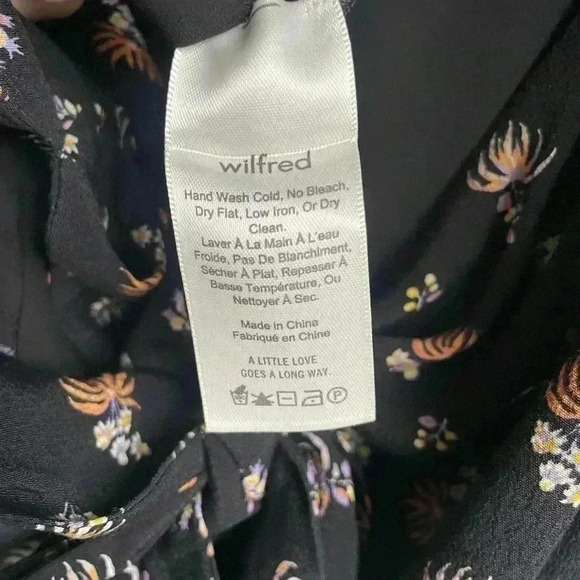 wilfred
Hand Wash Cold, No Bleach,
Dry Flat, Low Iron, Or Dry
Clean.
Laver À La Main À L'eau
Froide, Pas De Blanchiment,
Sécher À Plat, Repasser À
Basse Température, Ou
Nettoyer À Sec.
Made in China
Fabriqué en Chine
A LITTLE LOVE
GOES A LONG WAY.
P